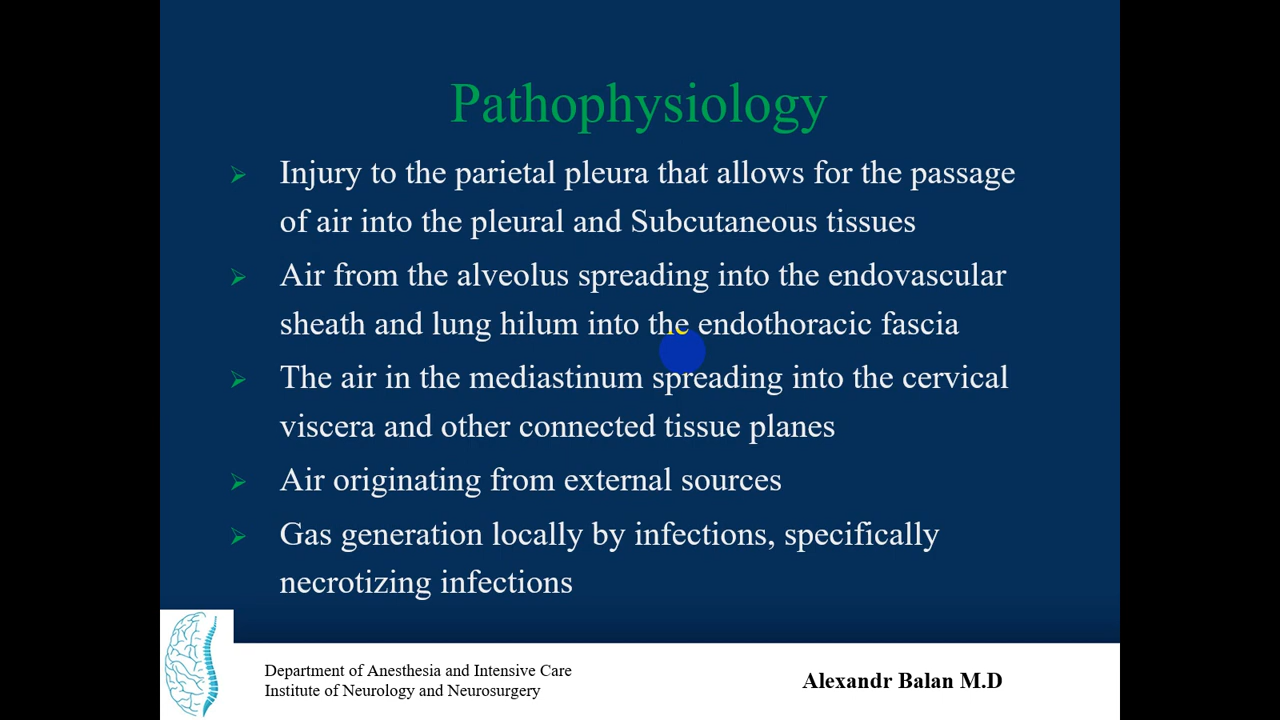 Pathophysiology
Injury to the parietal pleura that allows for the passage
of air into the pleural and Subcutaneous tissues
Air from the alveolus spreading into the endovascular
sheath and lung hilum into the endothoracic fascia
The air in the mediastinum spreading into the cervical
viscera and other connected tissue planes
Air originating from external sources
Gas generation locally by infections, specifically
necrotizing infections
Department of Anesthesia and Intensive Care
Institute of Neurology and Neurosurgery
Alexandr Balan M.D